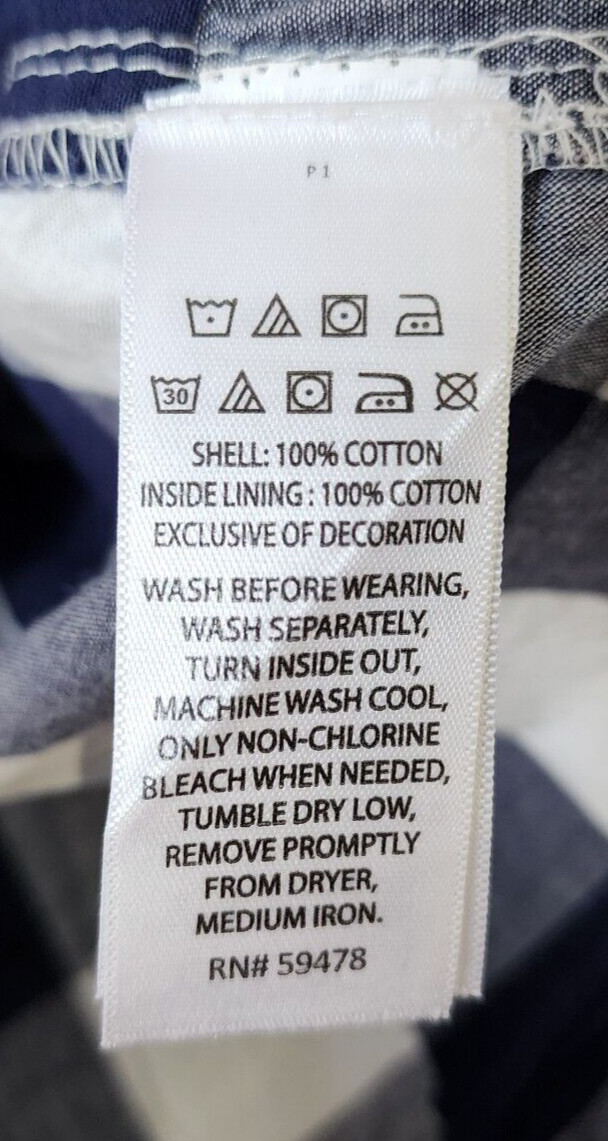 P 1
30
SHELL: 100% COTTON
INSIDE LINING : 100% COTTON
EXCLUSIVE OF DECORATION
WASH BEFORE WEARING,
WASH SEPARATELY,
TURN INSIDE OUT,
MACHINE WASH COOL,
ONLY NON-CHLORINE
BLEACH WHEN NEEDED,
TUMBLE DRY LOW,
REMOVE PROMPTLY
FROM DRYER,
MEDIUM IRON.
RN# 59478